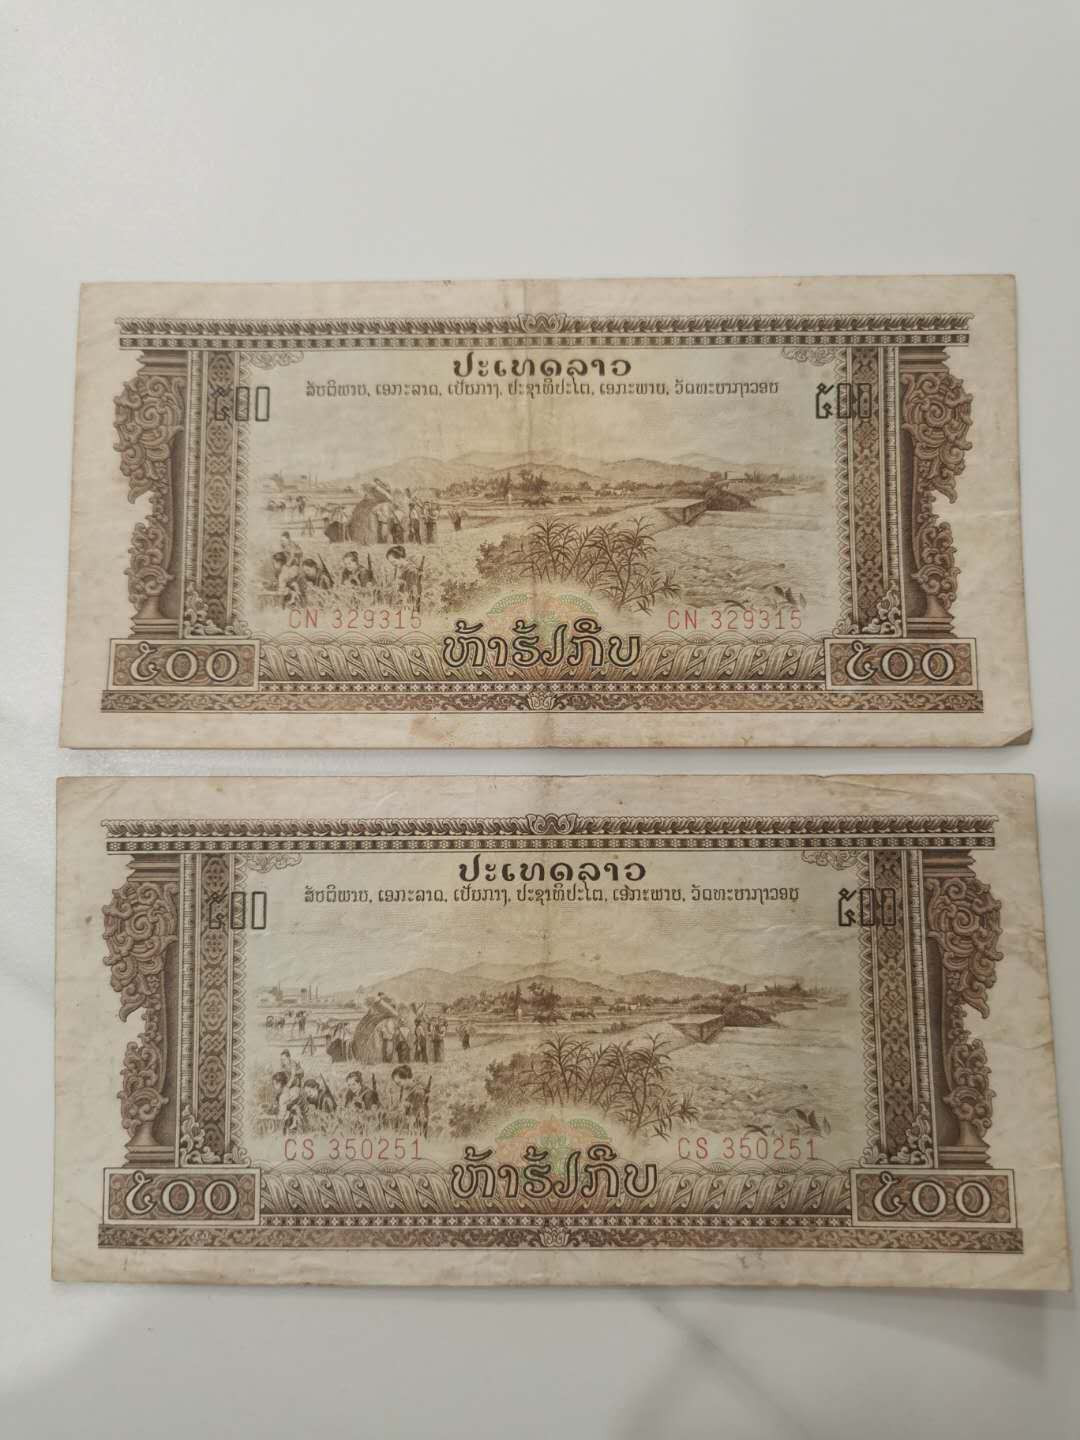 ປະເທດລາວ
ສັນຕິພາບ, ເອກະລາດ, ເປັນກາງ, ປະຊາທິປະໄຕ, ເອກະພາບ, ວັດທະນາຖາວອນ
໕໐໐ ໕໐໐
CN 329315 CN 329315
ຫ້າຮ້ຽກີບ
໕໐໐ ໕໐໐
ປະເທດລາວ
ສັນຕິພາບ, ເອກະລາດ, ເປັນກາງ, ປະຊາທິປະໄຕ, ເອກະພາບ, ວັດທະນາຖາວອນ
໕໐໐ ໕໐໐
CS 350251 CS 350251
ຫ້າຮ້ຽກີບ
໕໐໐ ໕໐໐